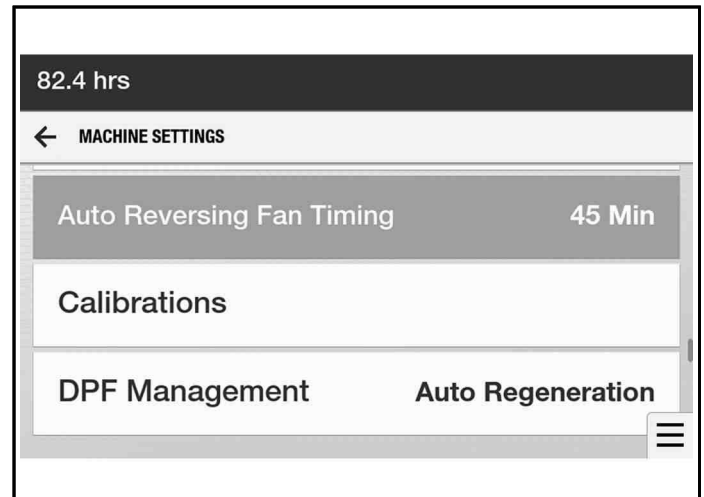 82.4 hrs
MACHINE SETTINGS
Auto Reversing Fan Timing 45 Min
Calibrations
DPF Management Auto Regeneration